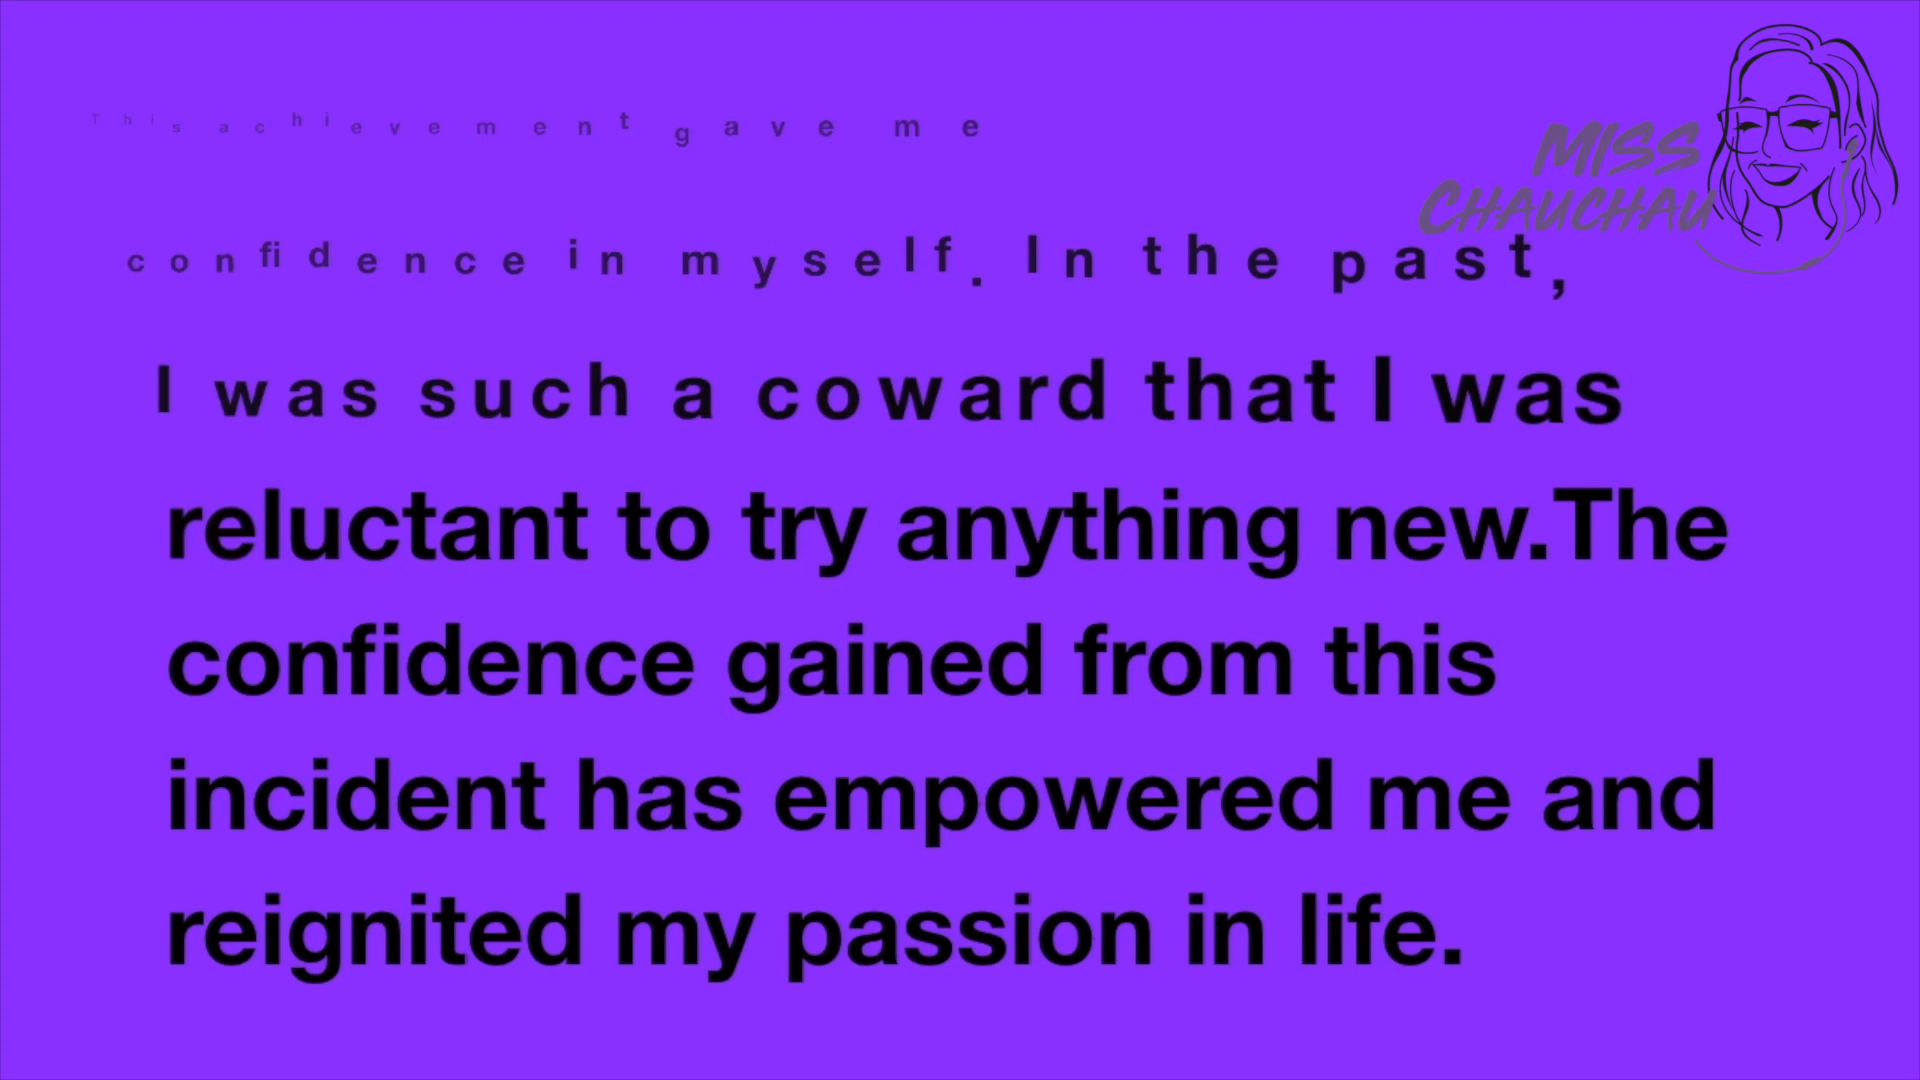 This achievement gave me
MISS
CHAUCHAU
confidence in myself. In the past,
I was such a coward that I was
reluctant to try anything new.The
confidence gained from this
incident has empowered me and
reignited my passion in life.